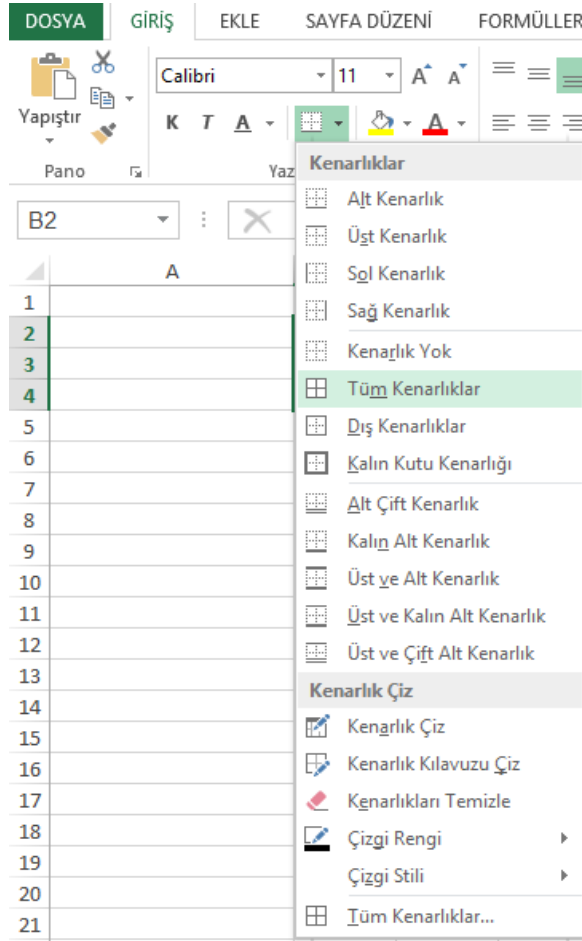 DOSYA GİRİŞ EKLE SAYFA DÜZENİ FORMÜLLER
Calibri 11 A A
Yapıştır K T A A
Pano Yaz
B2
A
Kenarlıklar
Alt Kenarlık
Üst Kenarlık
Sol Kenarlık
Sağ Kenarlık
Kenarlık Yok
Tüm Kenarlıklar
Dış Kenarlıklar
Kalın Kutu Kenarlığı
Alt Çift Kenarlık
Kalın Alt Kenarlık
Üst ve Alt Kenarlık
Üst ve Kalın Alt Kenarlık
Üst ve Çift Alt Kenarlık
Kenarlık Çiz
Kenarlık Çiz
Kenarlık Kılavuzu Çiz
Kenarlıkları Temizle
Çizgi Rengi
Çizgi Stili
Tüm Kenarlıklar...
1
2
3
4
5
6
7
8
9
10
11
12
13
14
15
16
17
18
19
20
21